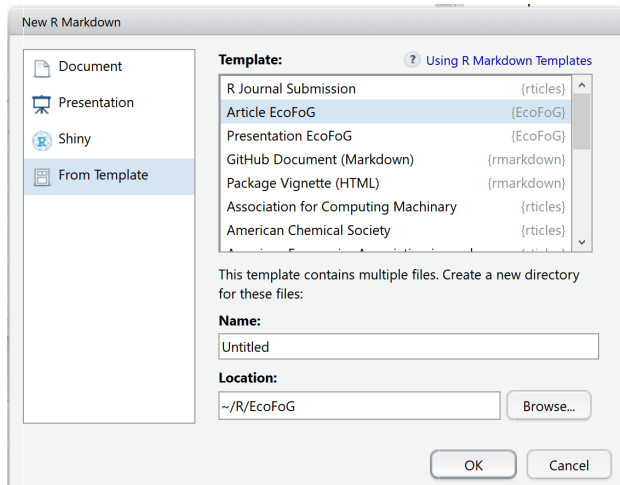 New R Markdown
Document
Presentation
Shiny
From Template
Template:
? Using R Markdown Templates
R Journal Submission {rticles}
Article EcoFoG {EcoFoG}
Presentation EcoFoG {EcoFoG}
GitHub Document (Markdown) {rmarkdown}
Package Vignette (HTML) {rmarkdown}
Association for Computing Machinary {rticles}
American Chemical Society {rticles}
This template contains multiple files. Create a new directory
for these files:
Name:
Untitled
Location:
~/R/EcoFoG
Browse...
OK Cancel